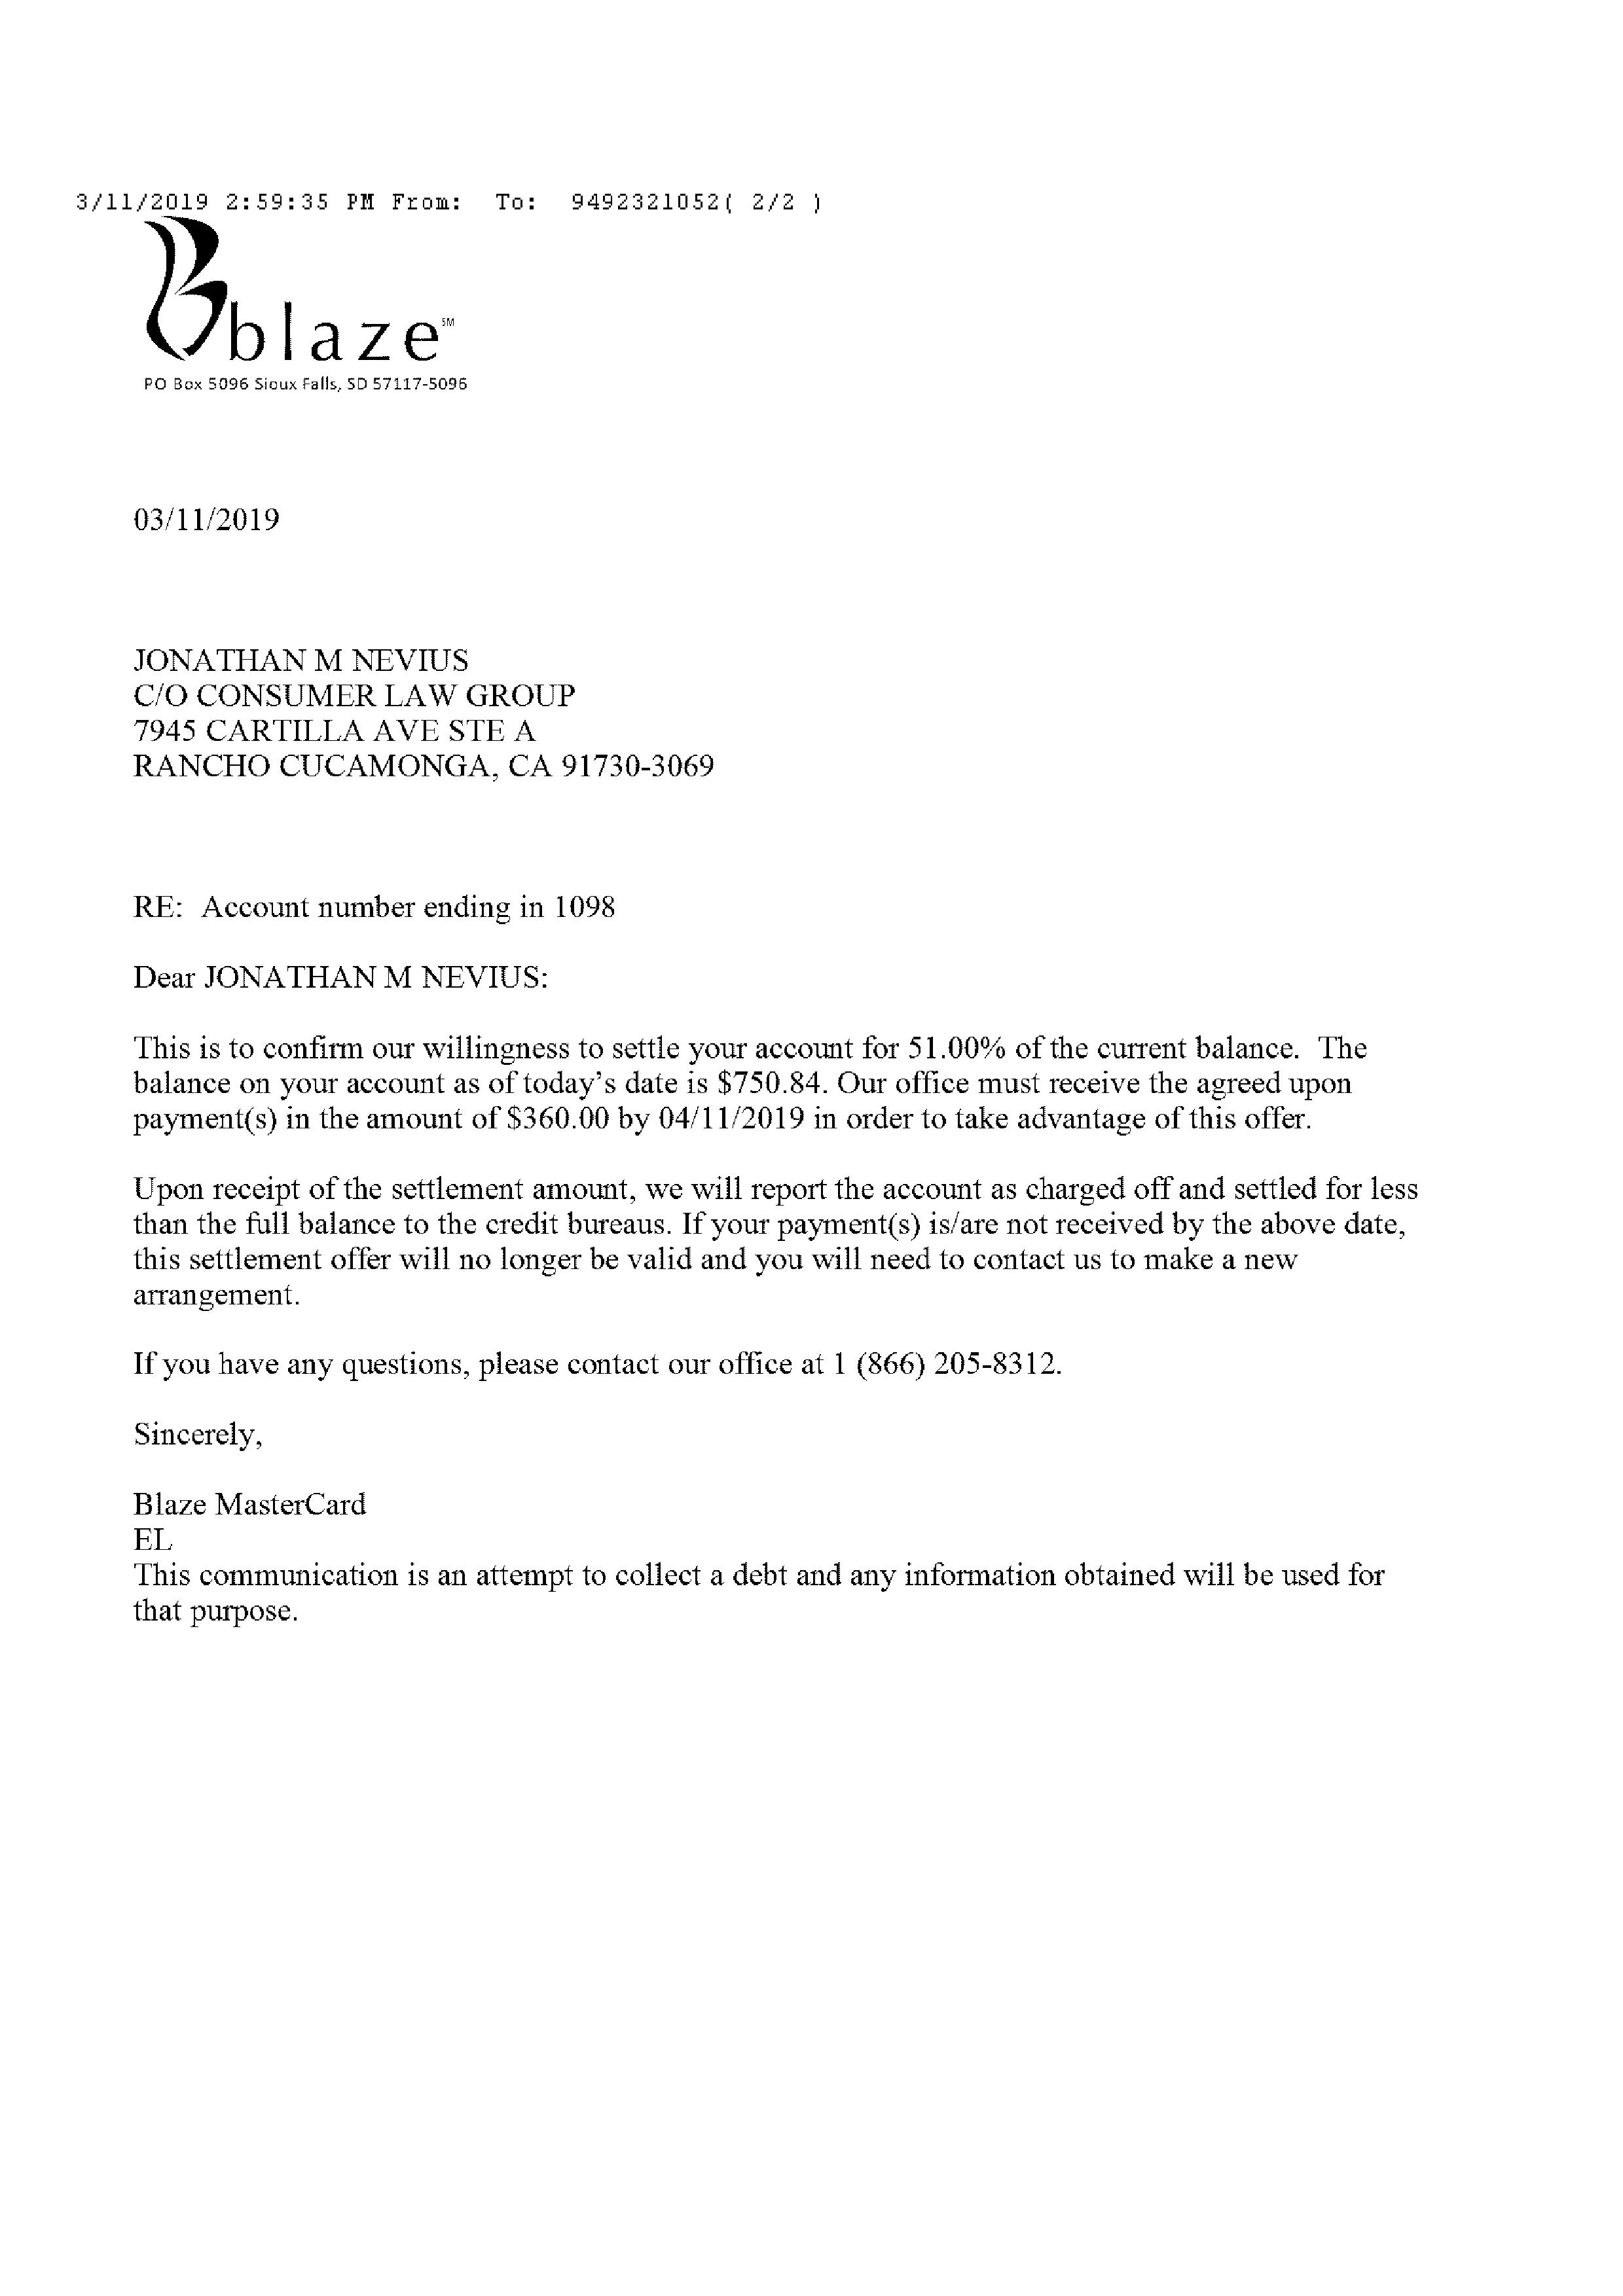 3/11/2019 2:59:35 PM From: To: 9492321052( 2/2 )
blaze℠
PO Box 5096 Sioux Falls, SD 57117-5096
03/11/2019
JONATHAN M NEVIUS
C/O CONSUMER LAW GROUP
7945 CARTILLA AVE STE A
RANCHO CUCAMONGA, CA 91730-3069
RE: Account number ending in 1098
Dear JONATHAN M NEVIUS:
This is to confirm our willingness to settle your account for 51.00% of the current balance. The
balance on your account as of today’s date is $750.84. Our office must receive the agreed upon
payment(s) in the amount of $360.00 by 04/11/2019 in order to take advantage of this offer.
Upon receipt of the settlement amount, we will report the account as charged off and settled for less
than the full balance to the credit bureaus. If your payment(s) is/are not received by the above date,
this settlement offer will no longer be valid and you will need to contact us to make a new
arrangement.
If you have any questions, please contact our office at 1 (866) 205-8312.
Sincerely,
Blaze MasterCard
EL
This communication is an attempt to collect a debt and any information obtained will be used for
that purpose.